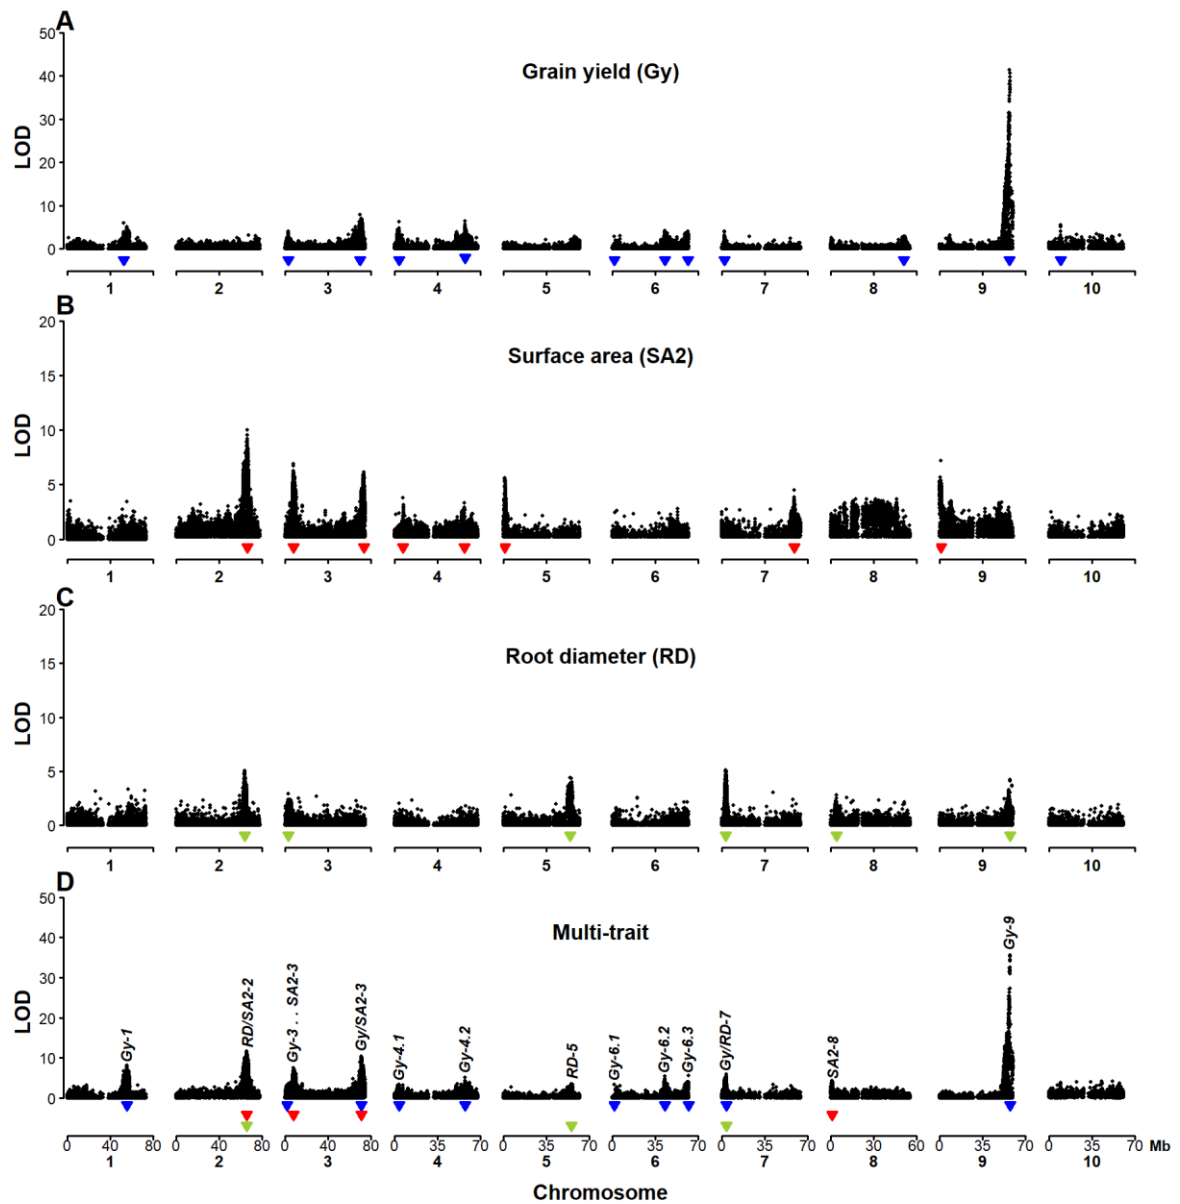 A
Grain yield (Gy)
LOD
50
40
30
20
10
0
1 2 3 4 5 6 7 8 9 10
B
Surface area (SA2)
LOD
20
15
10
5
0
1 2 3 4 5 6 7 8 9 10
C
Root diameter (RD)
LOD
20
15
10
5
0
1 2 3 4 5 6 7 8 9 10
D
Multi-trait
LOD
50
40
30
20
10
0
Gy-1
RD/SA2-2
Gy-3 . . SA2-3
Gy/SA2-3
Gy-4.1
Gy-4.2
RD-5
Gy-6.1
Gy-6.2
Gy-6.3
Gy/RD-7
SA2-8
Gy-9
0 40 80 0 40 80 0 40 80 0 35 70 0 35 70 0 35 70 0 35 70 0 30 60 0 35 70 0 35 70 Mb
1 2 3 4 5 6 7 8 9 10
Chromosome